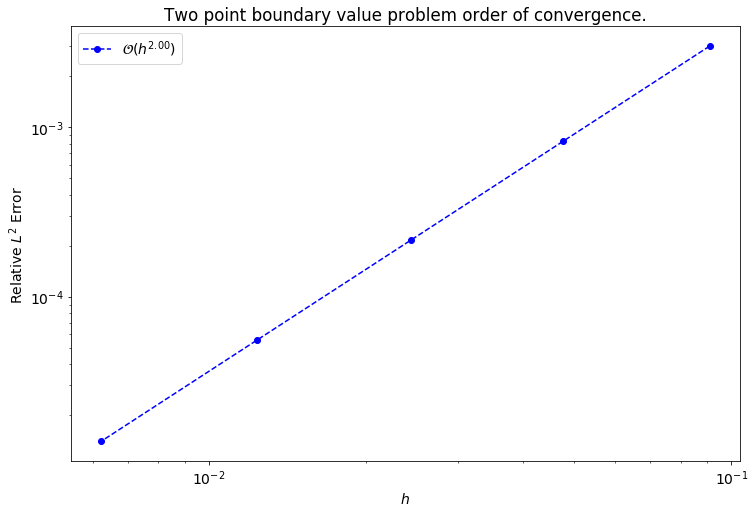 Two point boundary value problem order of convergence.
𝒪(h^{2.00})
Relative L² Error
10⁻³
10⁻⁴
10⁻²
10⁻¹
h